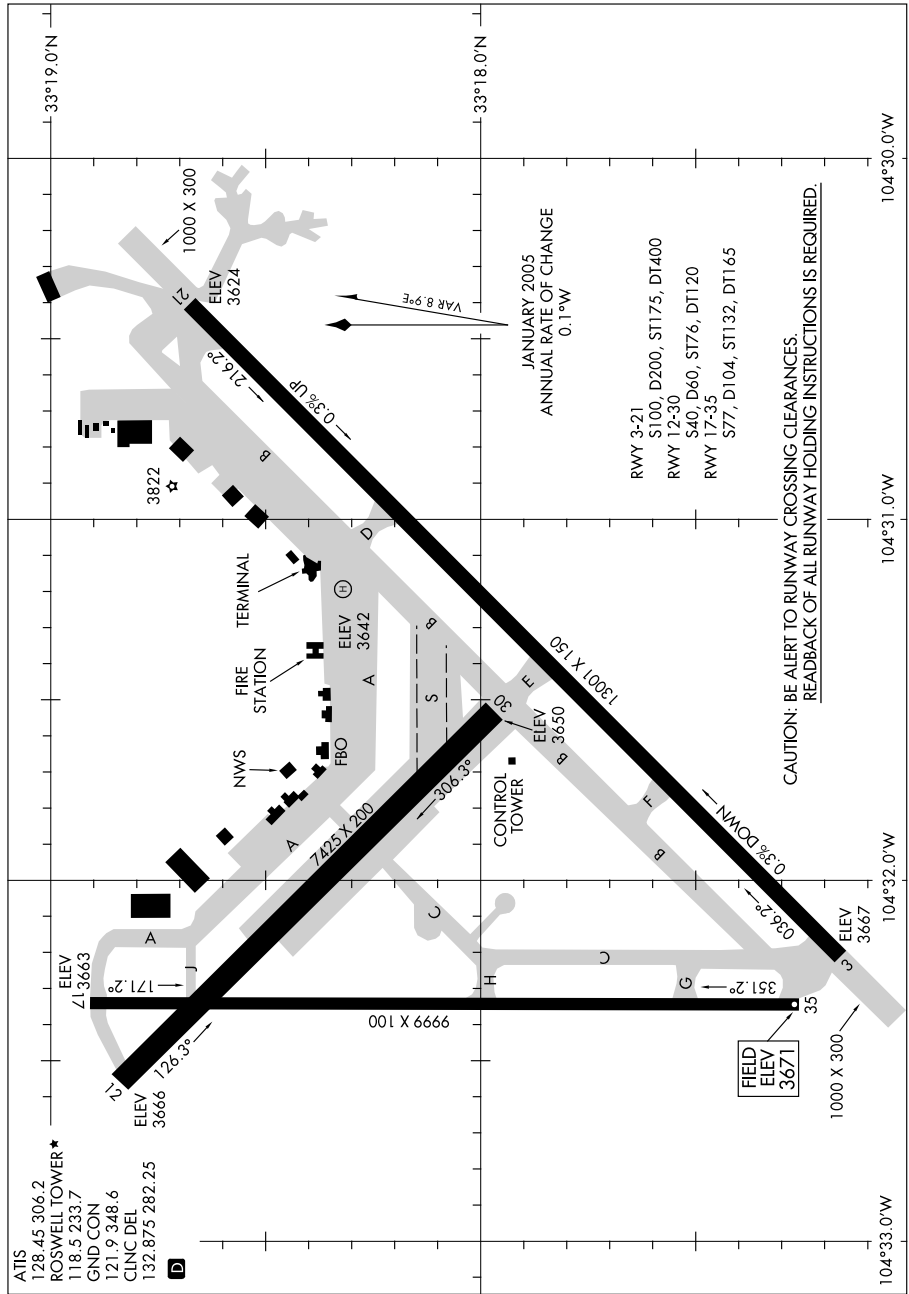 ATIS
128.45 306.2
ROSWELL TOWER★
118.5 233.7
GND CON
121.9 348.6
CLNC DEL
132.875 282.25
D
33°19.0'N
33°18.0'N
104°33.0'W
104°32.0'W
104°31.0'W
104°30.0'W
ELEV
3666
12
126.3°
ELEV
3663
17
171.2°
J
A
A
A
NWS
FBO
FIRE
STATION
TERMINAL
H
ELEV
3642
3822
B
21
ELEV
3624
1000 X 300
216.2°
0.3% UP
VAR 8.9°E
JANUARY 2005
ANNUAL RATE OF CHANGE
0.1°W
7425 X 200
306.3°
30
ELEV
3650
S
B
D
E
CONTROL
TOWER
B
F
B
C
C
H
G
9999 X 100
13001 X 150
351.2°
35
FIELD
ELEV
3671
1000 X 300
3
ELEV
3667
036.2°
0.3% DOWN
RWY 3-21
S100, D200, ST175, DT400
RWY 12-30
S40, D60, ST76, DT120
RWY 17-35
S77, D104, ST132, DT165
CAUTION: BE ALERT TO RUNWAY CROSSING CLEARANCES.
READBACK OF ALL RUNWAY HOLDING INSTRUCTIONS IS REQUIRED.